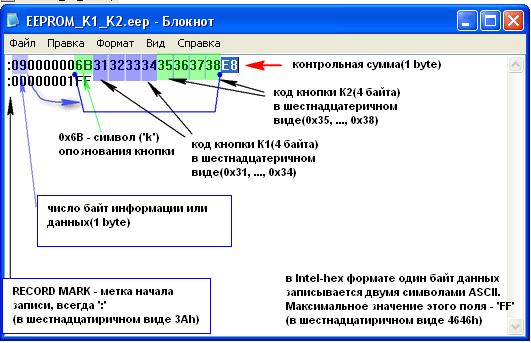 EEPROM_K1_K2.eep - Блокнот
Файл Правка Формат Вид Справка
:090000006B3132333435363738E8
:00000001FF
контрольная сумма(1 byte)
код кнопки K2(4 байта)
в шестнадцатеричном
виде(0x35, ..., 0x38)
0x6B - символ ('k')
опознования кнопки
код кнопки K1(4 байта)
в шестнадцатеричном
виде(0x31, ..., 0x34)
число байт информации или
данных(1 byte)
RECORD MARK - метка начала
записи, всегда ':'
(в шестнадцатиричном виде 3Ah)
в Intel-hex формате один байт данных
записывается двумя символами ASCII.
Максимальное значение этого поля - 'FF'
(в шестнадцатиричном виде 4646h)